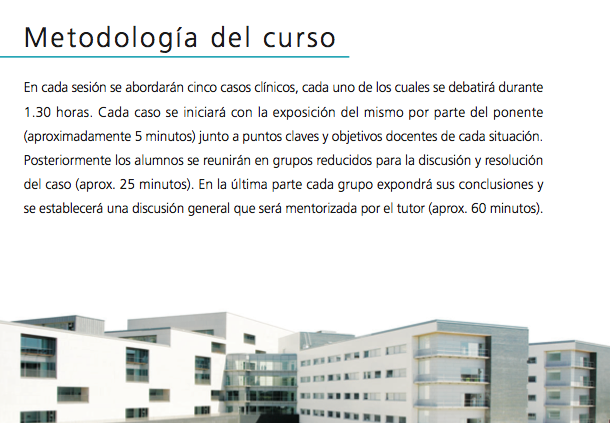 Metodología del curso
En cada sesión se abordarán cinco casos clínicos, cada uno de los cuales se debatirá durante
1.30 horas. Cada caso se iniciará con la exposición del mismo por parte del ponente
(aproximadamente 5 minutos) junto a puntos claves y objetivos docentes de cada situación.
Posteriormente los alumnos se reunirán en grupos reducidos para la discusión y resolución
del caso (aprox. 25 minutos). En la última parte cada grupo expondrá sus conclusiones y
se establecerá una discusión general que será mentorizada por el tutor (aprox. 60 minutos).